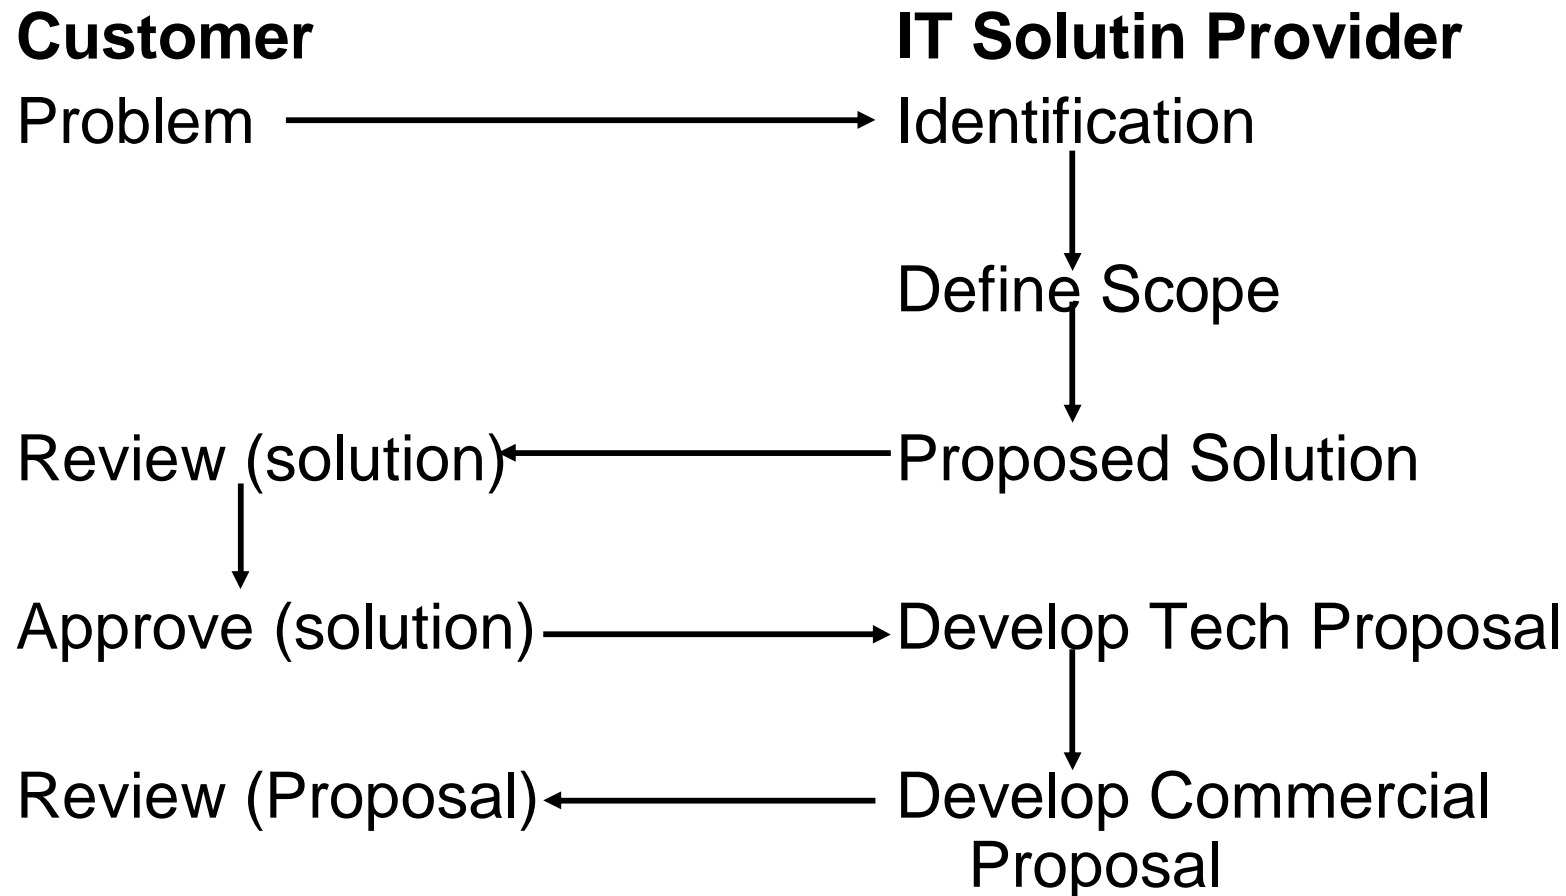 Customer IT Solutin Provider
Problem Identification
Define Scope
Review (solution) Proposed Solution
Approve (solution) Develop Tech Proposal
Review (Proposal) Develop Commercial
Proposal